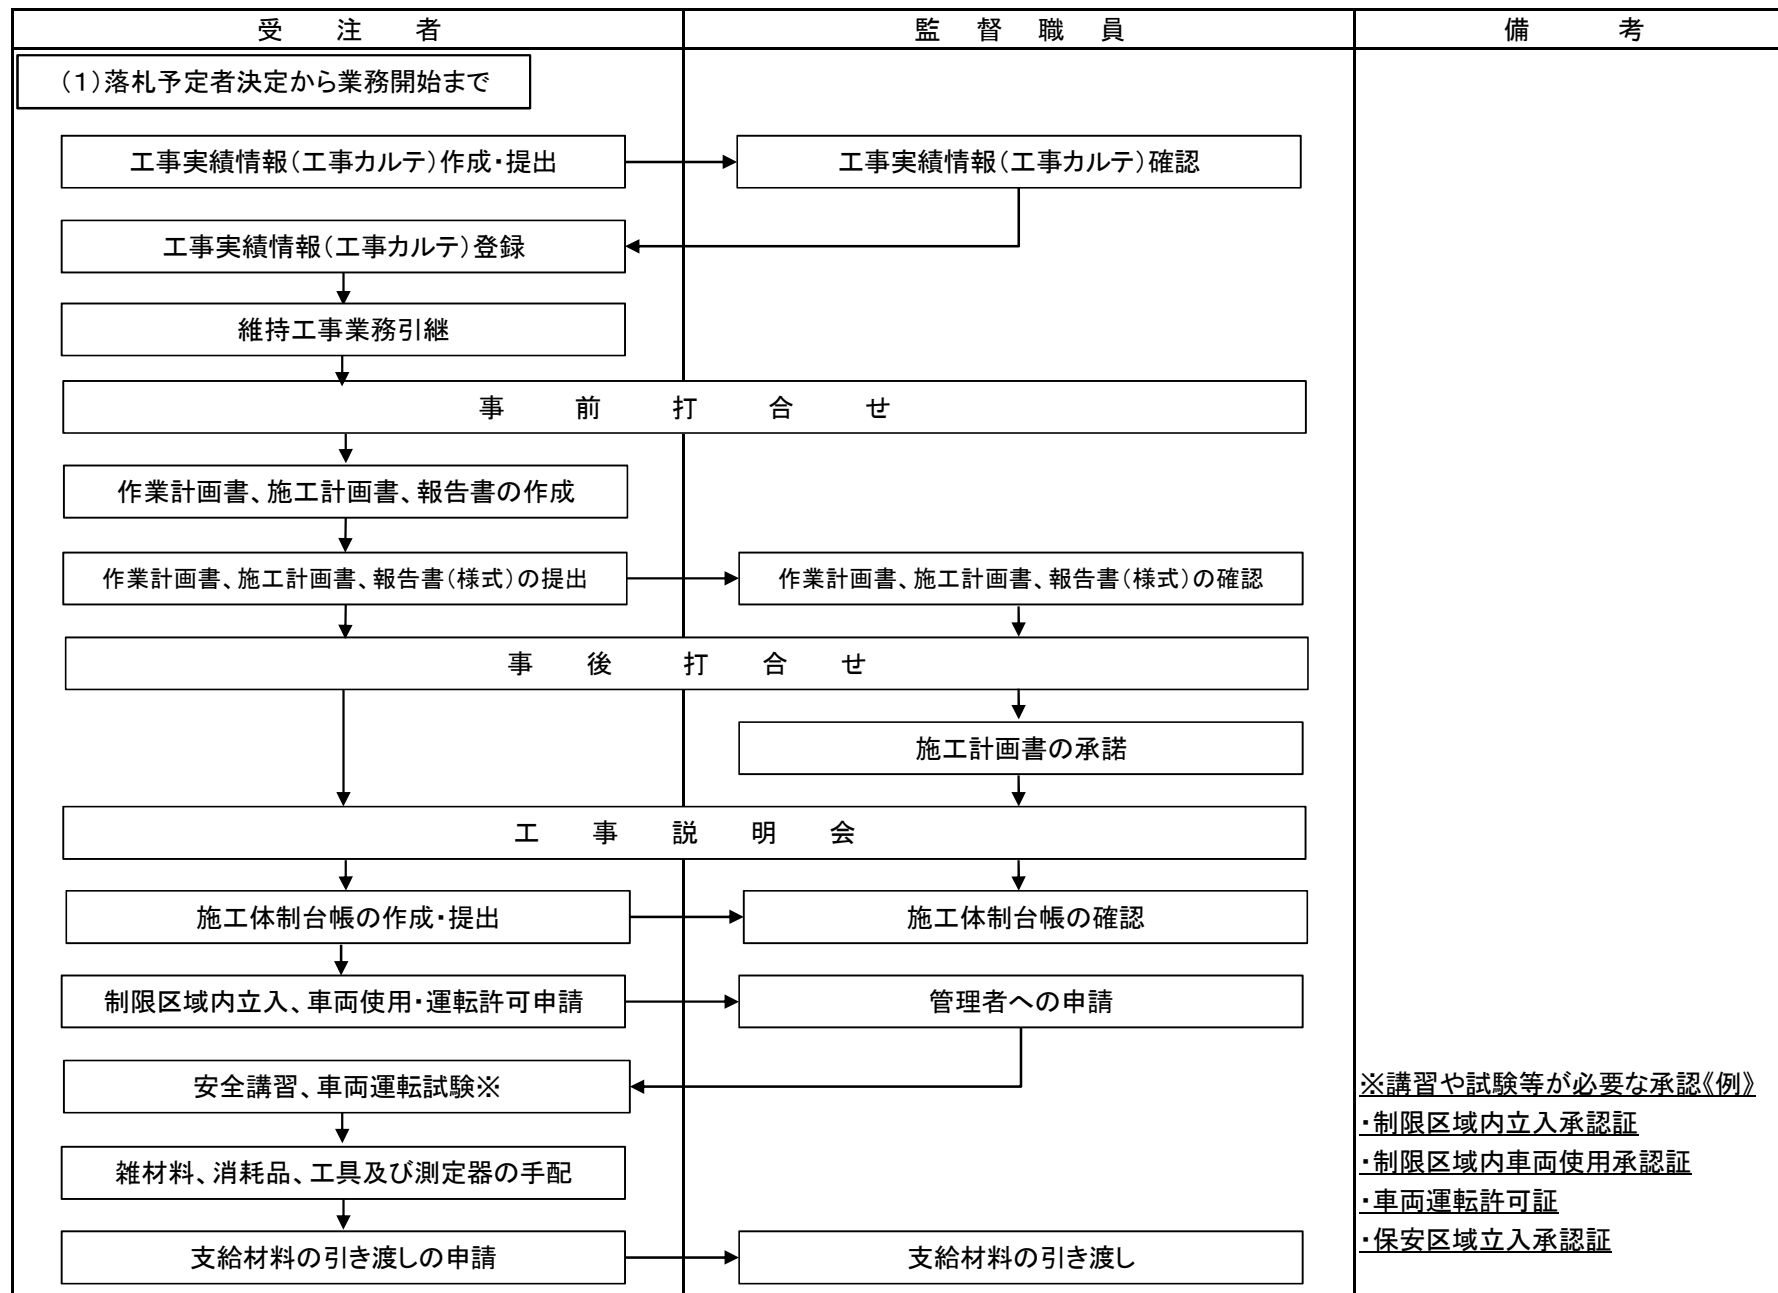 受注者
監督職員
備考
（１）落札予定者決定から業務開始まで
工事実績情報（工事カルテ）作成・提出
工事実績情報（工事カルテ）確認
工事実績情報（工事カルテ）登録
維持工事業務引継
事前打合せ
作業計画書、施工計画書、報告書の作成
作業計画書、施工計画書、報告書（様式）の提出
作業計画書、施工計画書、報告書（様式）の確認
事後打合せ
施工計画書の承諾
工事説明会
施工体制台帳の作成・提出
施工体制台帳の確認
制限区域内立入、車両使用・運転許可申請
管理者への申請
安全講習、車両運転試験※
※講習や試験等が必要な承認《例》
・制限区域内立入承認証
・制限区域内車両使用承認証
・車両運転許可証
・保安区域立入承認証
雑材料、消耗品、工具及び測定器の手配
支給材料の引き渡しの申請
支給材料の引き渡し